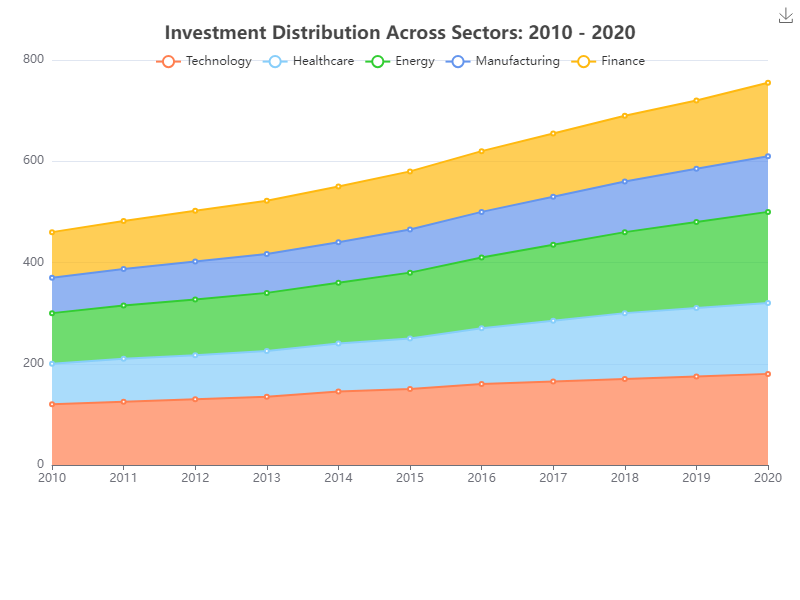 Investment Distribution Across Sectors: 2010 - 2020
Technology Healthcare Energy Manufacturing Finance
800
600
400
200
0
2010 2011 2012 2013 2014 2015 2016 2017 2018 2019 2020